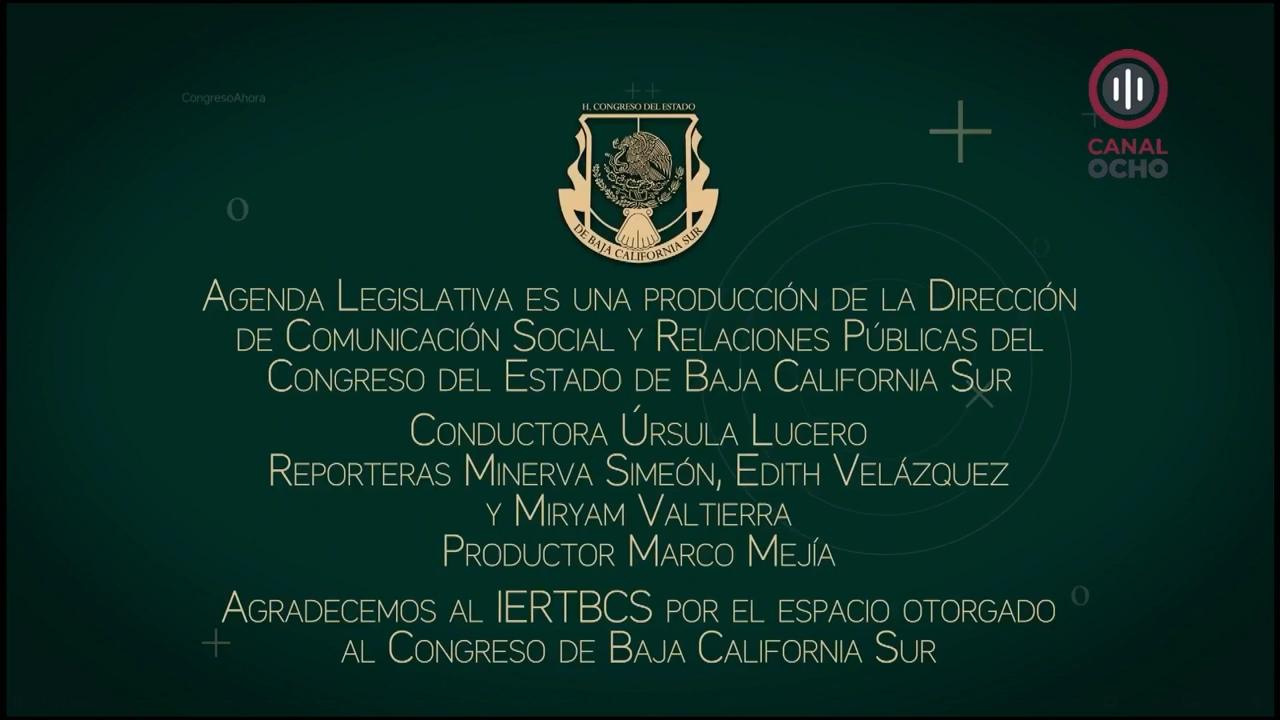 CongresoAhora
CANAL
OCHO
H. CONGRESO DEL ESTADO
DE BAJA CALIFORNIA SUR
AGENDA LEGISLATIVA ES UNA PRODUCCIÓN DE LA DIRECCIÓN
DE COMUNICACIÓN SOCIAL Y RELACIONES PÚBLICAS DEL
CONGRESO DEL ESTADO DE BAJA CALIFORNIA SUR
CONDUCTORA ÚRSULA LUCERO
REPORTERAS MINERVA SIMEÓN, EDITH VELÁZQUEZ
Y MIRYAM VALTIERRA
PRODUCTOR MARCO MEJÍA
AGRADECEMOS AL IERTBCS POR EL ESPACIO OTORGADO
AL CONGRESO DE BAJA CALIFORNIA SUR